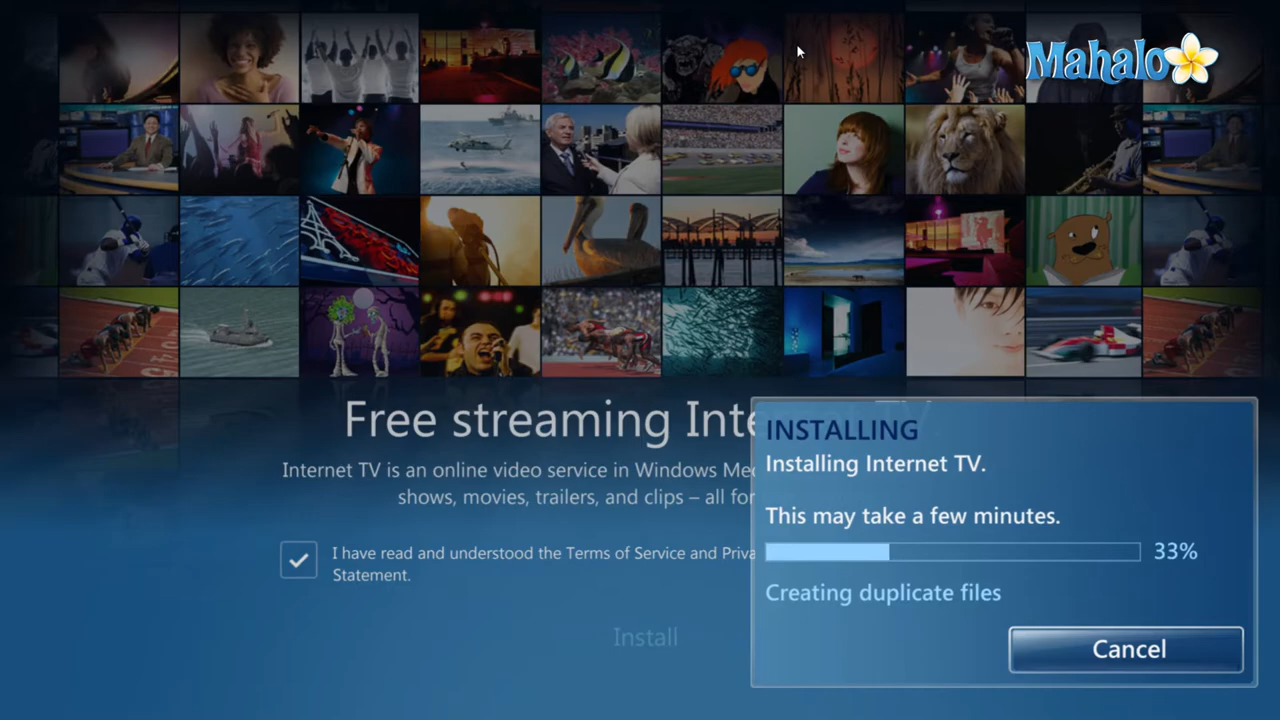 Mahalo
Free streaming Inte
Internet TV is an online video service in Windows Me
shows, movies, trailers, and clips – all for
I have read and understood the Terms of Service and Priva
Statement.
Install
INSTALLING
Installing Internet TV.
This may take a few minutes.
33%
Creating duplicate files
Cancel